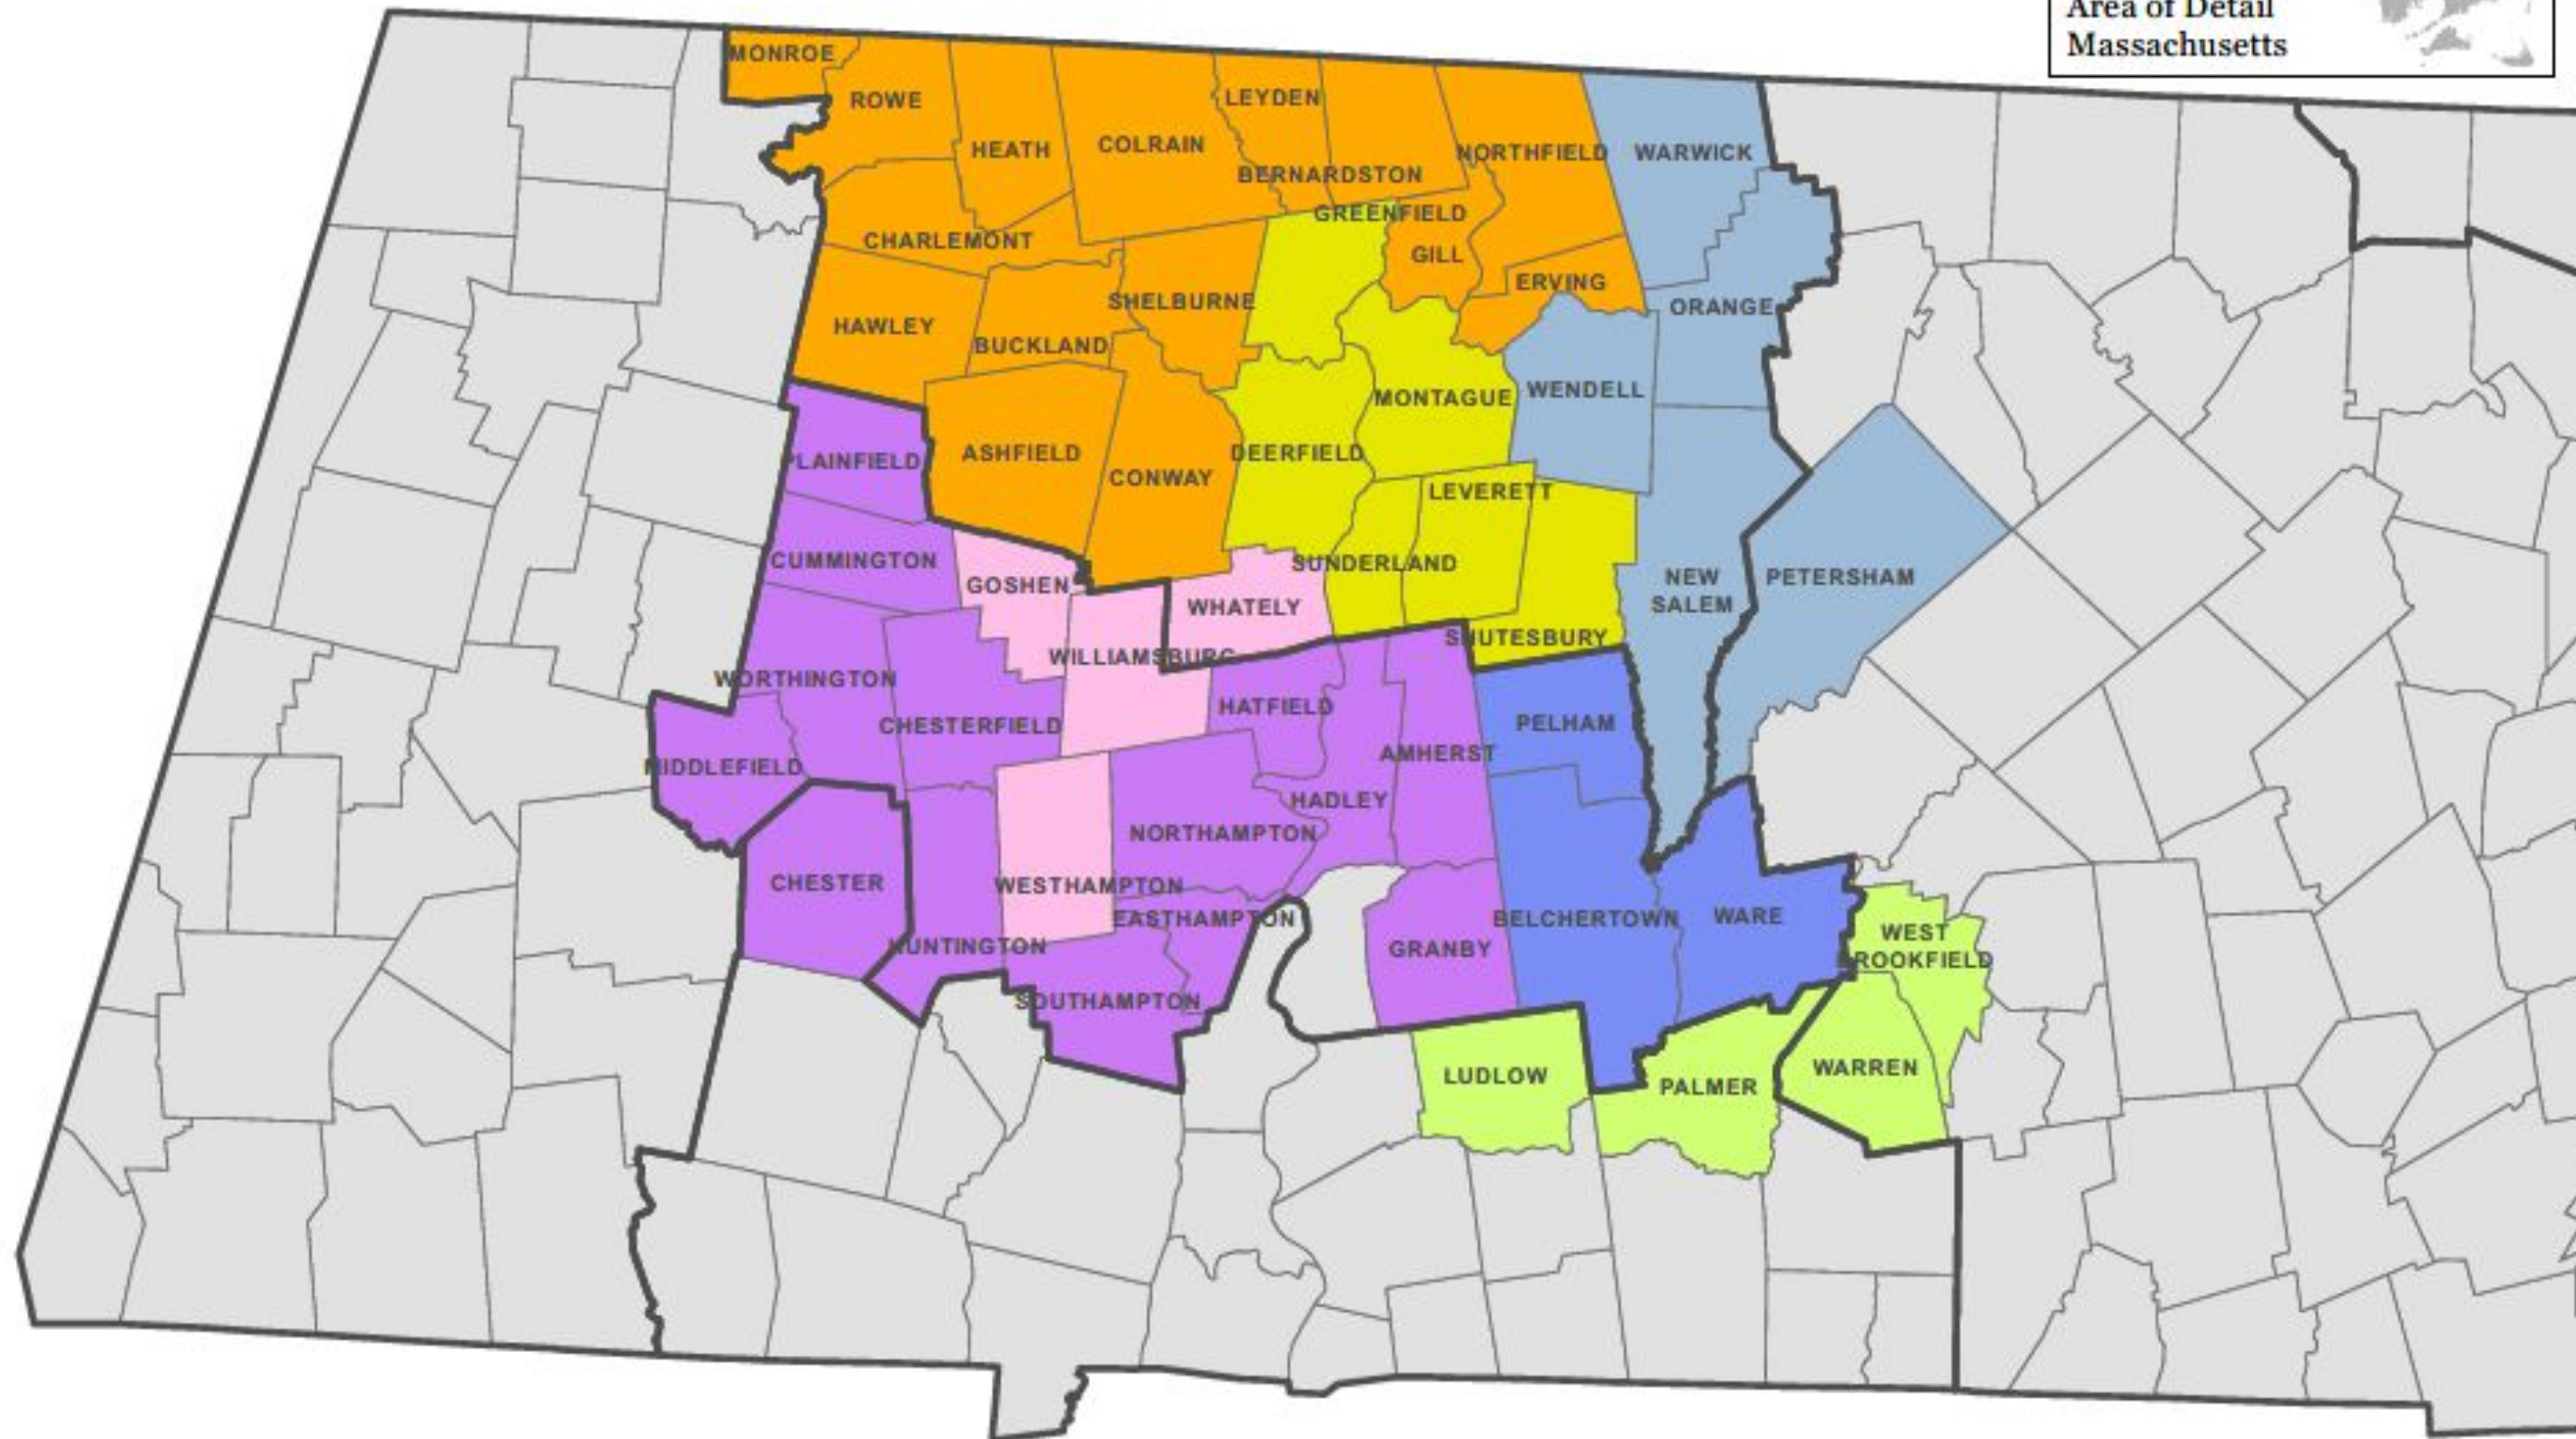 Area of Detail
Massachusetts
MONROE
ROWE
LEYDEN
HEATH
COLRAIN
NORTHFIELD
WARWICK
BERNARDSTON
GREENFIELD
CHARLEMONT
GILL
ERVING
SHELBURNE
ORANGE
HAWLEY
BUCKLAND
WENDELL
MONTAGUE
ASHFIELD
DEERFIELD
PLAINFIELD
CONWAY
LEVERETT
CUMMINGTON
SUNDERLAND
GOSHEN
NEW
SALEM
PETERSHAM
WHATELY
SHUTESBURY
WILLIAMSBURG
WORTHINGTON
HATFIELD
PELHAM
CHESTERFIELD
AMHERST
MIDDLEFIELD
HADLEY
NORTHAMPTON
CHESTER
WESTHAMPTON
EASTHAMPTON
BELCHERTOWN
WARE
WEST
BROOKFIELD
HUNTINGTON
GRANBY
SOUTHAMPTON
WARREN
LUDLOW
PALMER